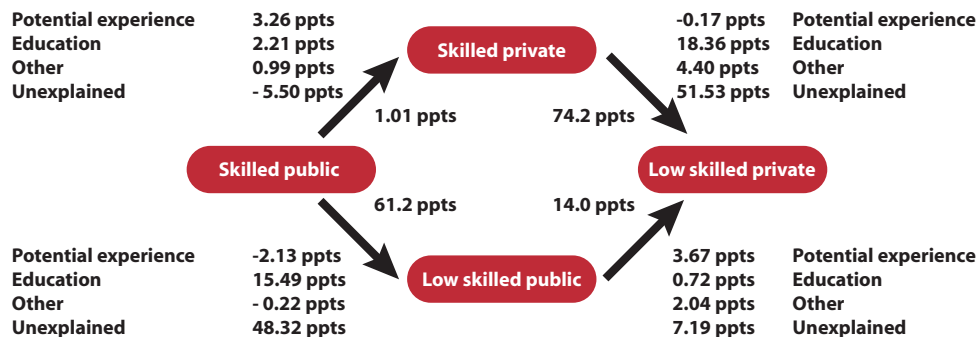 Potential experience 3.26 ppts
Education 2.21 ppts
Other 0.99 ppts
Unexplained - 5.50 ppts
Skilled private
-0.17 ppts Potential experience
18.36 ppts Education
4.40 ppts Other
51.53 ppts Unexplained
1.01 ppts
74.2 ppts
Skilled public
Low skilled private
61.2 ppts
14.0 ppts
Potential experience -2.13 ppts
Education 15.49 ppts
Other - 0.22 ppts
Unexplained 48.32 ppts
Low skilled public
3.67 ppts Potential experience
0.72 ppts Education
2.04 ppts Other
7.19 ppts Unexplained